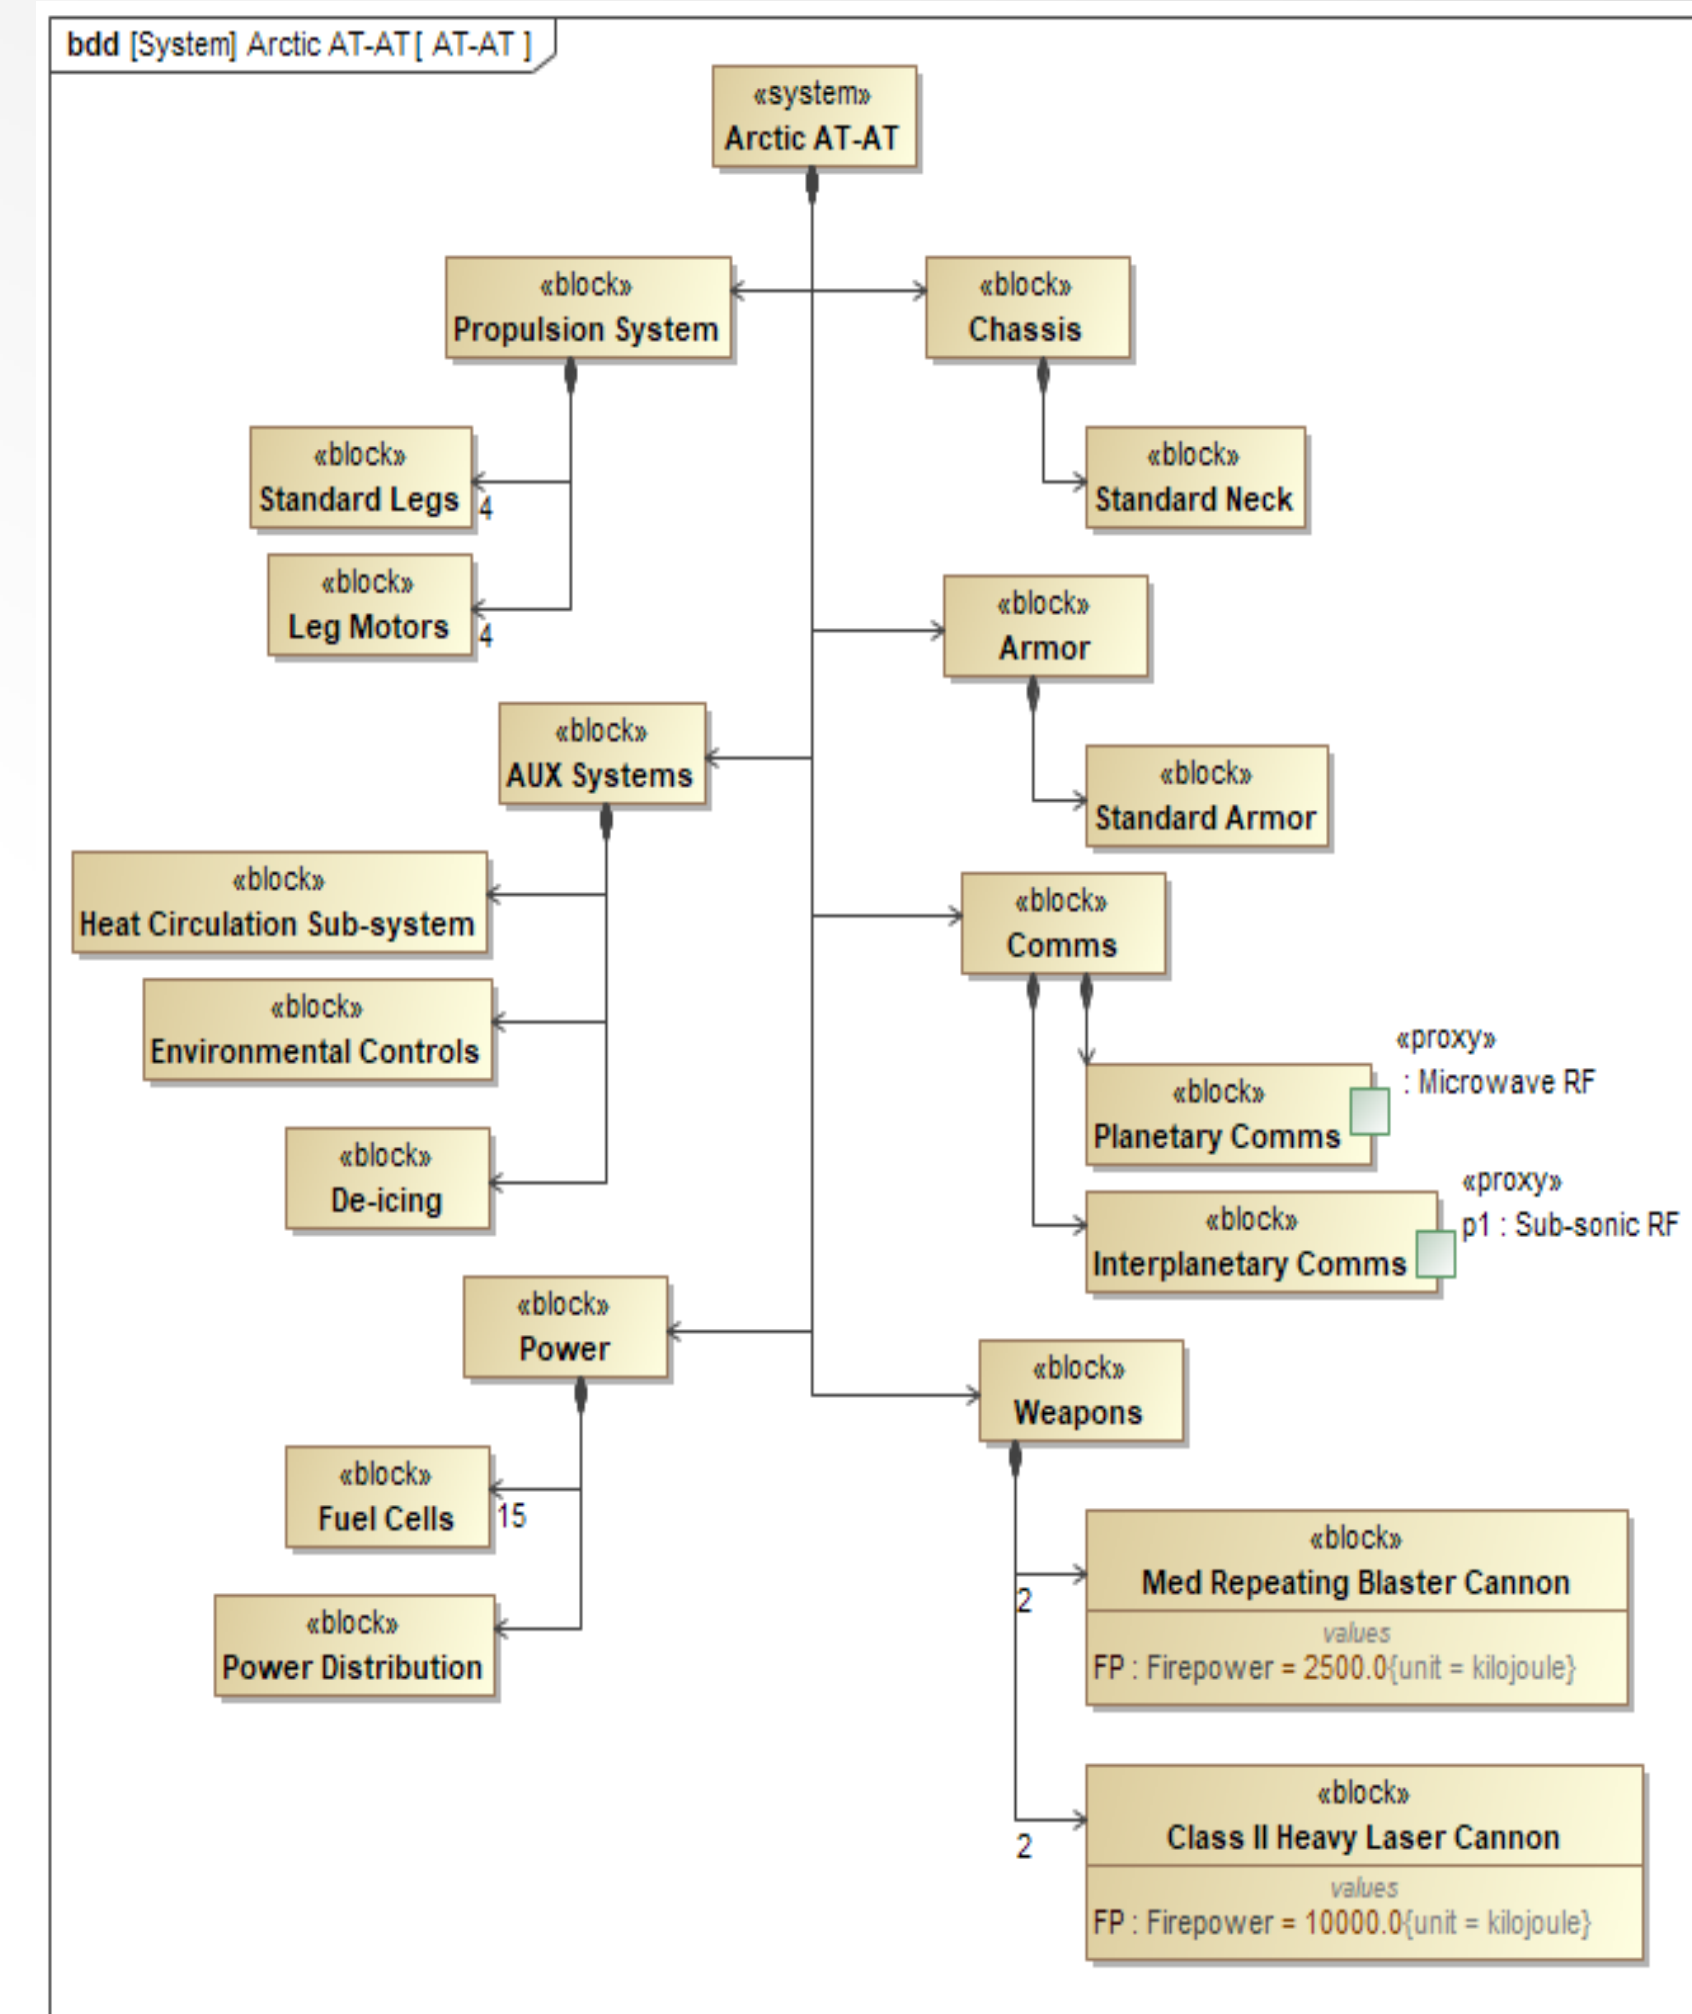 bdd [System] Arctic AT-AT[ AT-AT ]
«system»
Arctic AT-AT
«block»
Propulsion System
«block»
Chassis
«block»
Standard Legs
4
«block»
Standard Neck
«block»
Leg Motors
4
«block»
Armor
«block»
AUX Systems
«block»
Standard Armor
«block»
Heat Circulation Sub-system
«block»
Comms
«block»
Environmental Controls
«proxy»
: Microwave RF
«block»
Planetary Comms
«block»
De-icing
«proxy»
p1 : Sub-sonic RF
«block»
Interplanetary Comms
«block»
Power
«block»
Weapons
«block»
Fuel Cells
15
«block»
Med Repeating Blaster Cannon
2
values
FP : Firepower = 2500.0{unit = kilojoule}
«block»
Power Distribution
«block»
Class II Heavy Laser Cannon
2
values
FP : Firepower = 10000.0{unit = kilojoule}